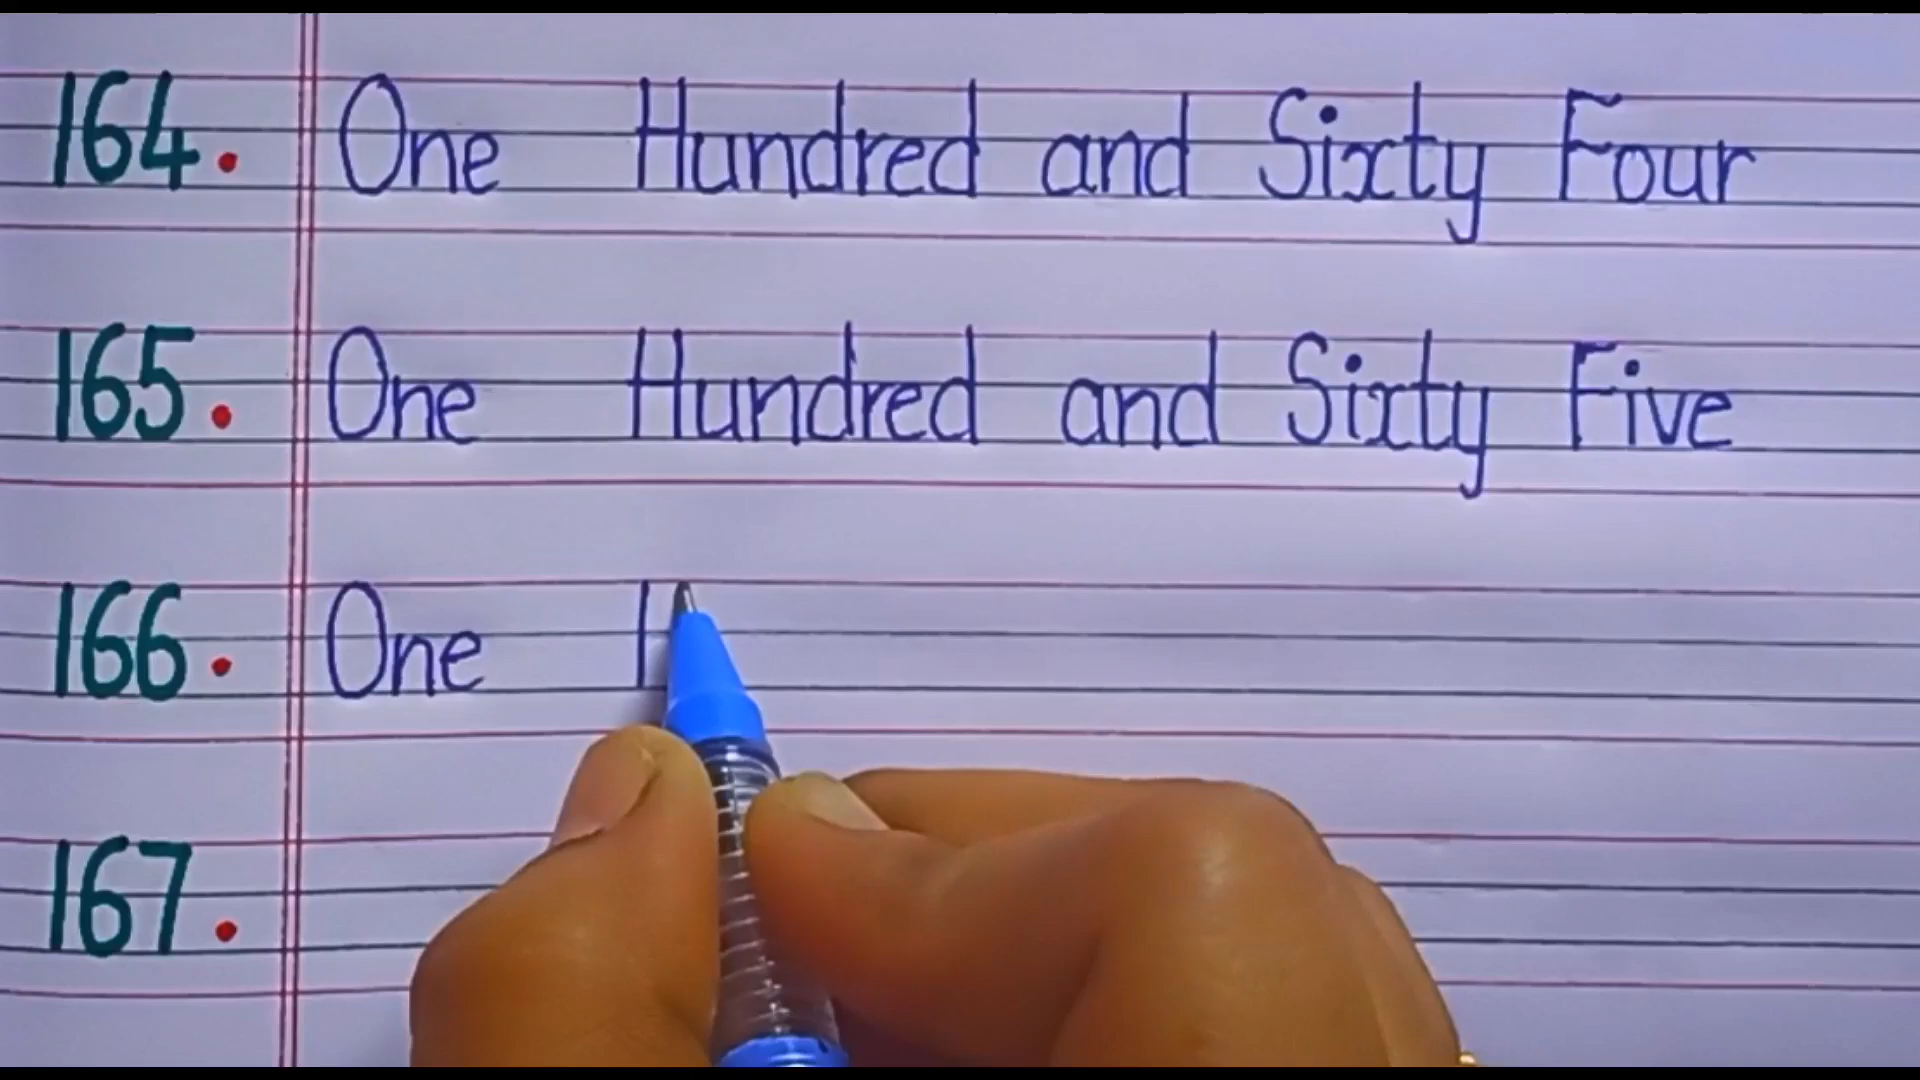 164. One Hundred and Sixty Four
165. One Hundred and Sixty Five
166. One
167.